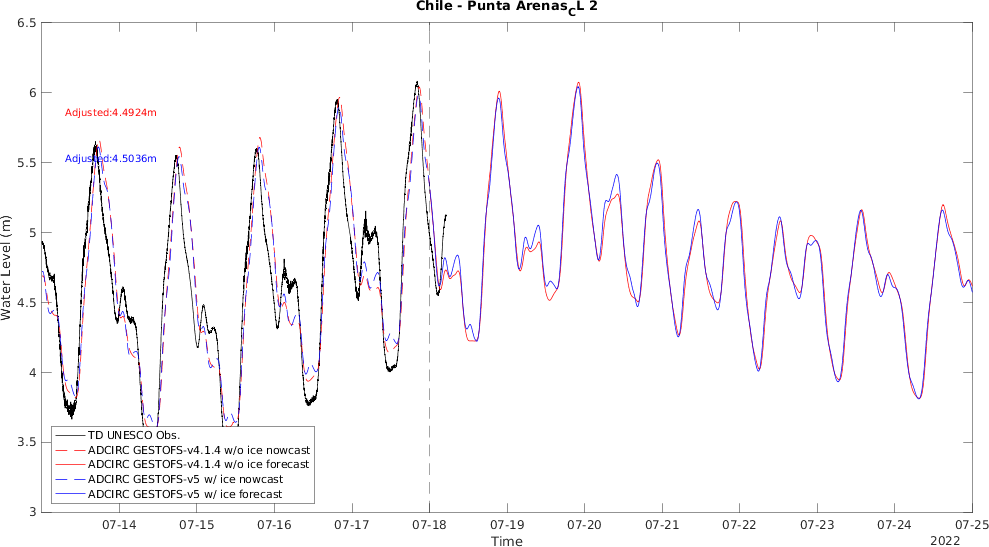 Chile - Punta Arenas_CL 2
Water Level (m)
6.5
6
5.5
5
4.5
4
3.5
3
Adjusted:4.4924m
Adjusted:4.5036m
TD UNESCO Obs.
ADCIRC GESTOFS-v4.1.4 w/o ice nowcast
ADCIRC GESTOFS-v4.1.4 w/o ice forecast
ADCIRC GESTOFS-v5 w/ ice nowcast
ADCIRC GESTOFS-v5 w/ ice forecast
07-14 07-15 07-16 07-17 07-18 07-19 07-20 07-21 07-22 07-23 07-24 07-25
Time
2022